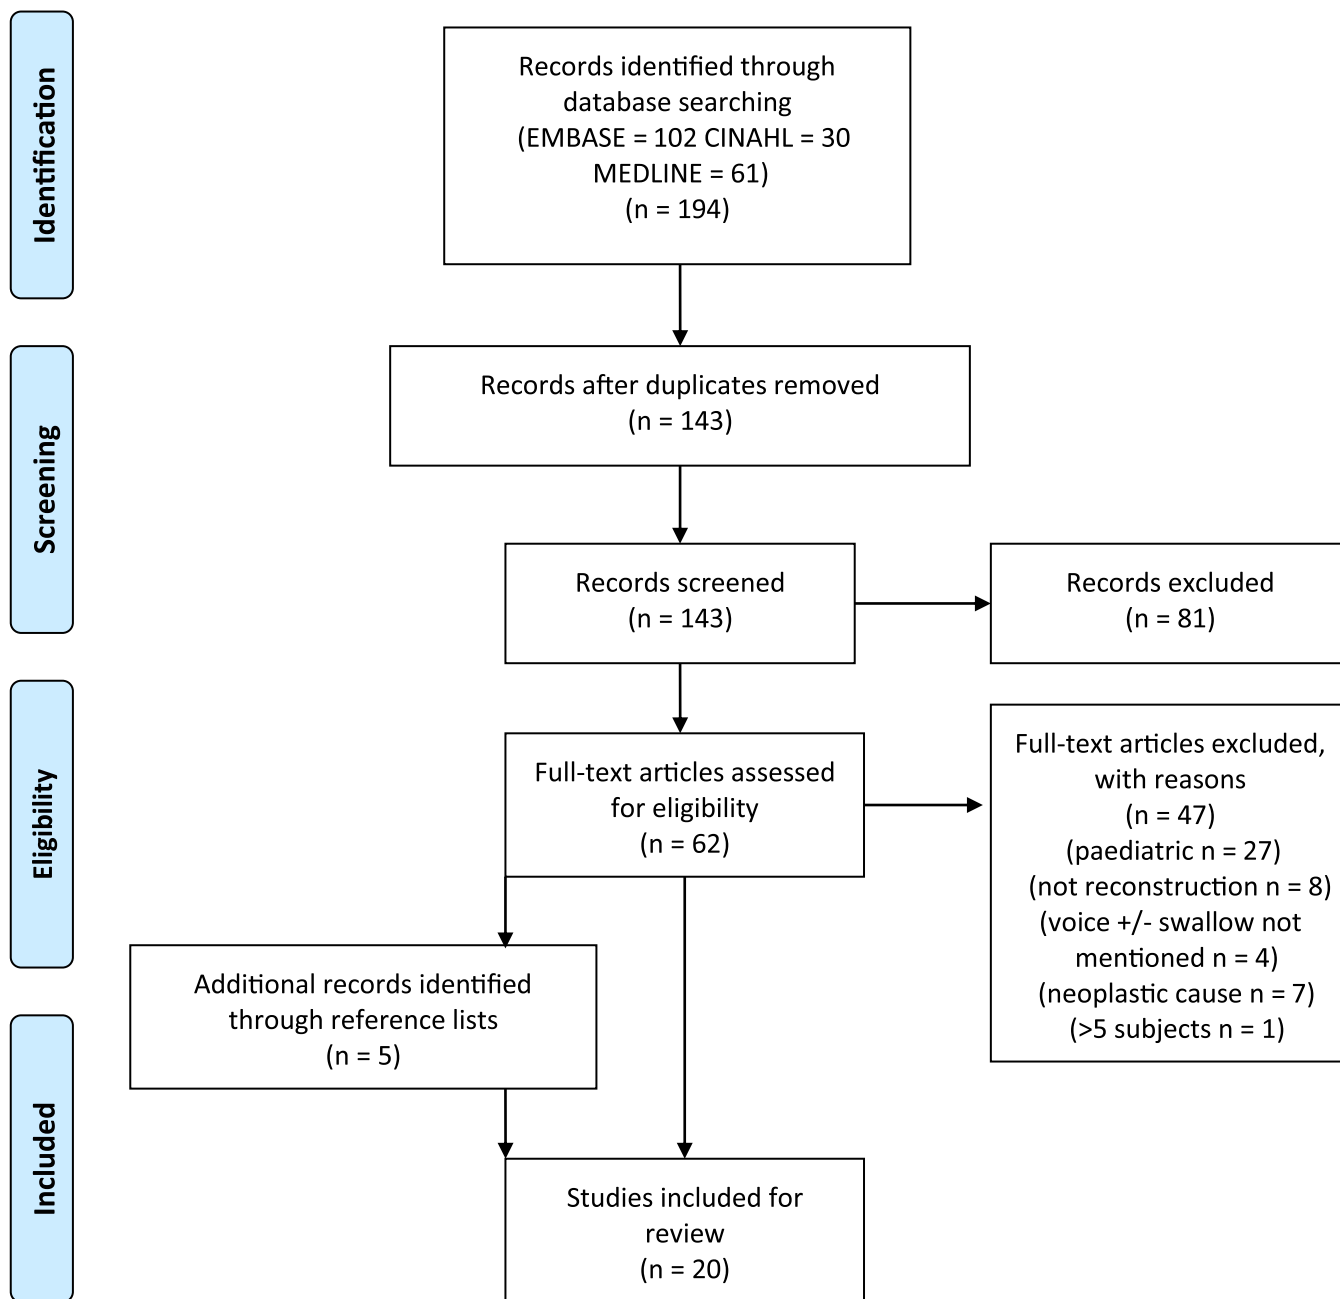 Identification
Records identified through
database searching
(EMBASE = 102 CINAHL = 30
MEDLINE = 61)
(n = 194)
Screening
Records after duplicates removed
(n = 143)
Records screened
(n = 143)
Records excluded
(n = 81)
Eligibility
Full-text articles assessed
for eligibility
(n = 62)
Full-text articles excluded,
with reasons
(n = 47)
(paediatric n = 27)
(not reconstruction n = 8)
(voice +/- swallow not
mentioned n = 4)
(neoplastic cause n = 7)
(>5 subjects n = 1)
Additional records identified
through reference lists
(n = 5)
Included
Studies included for
review
(n = 20)